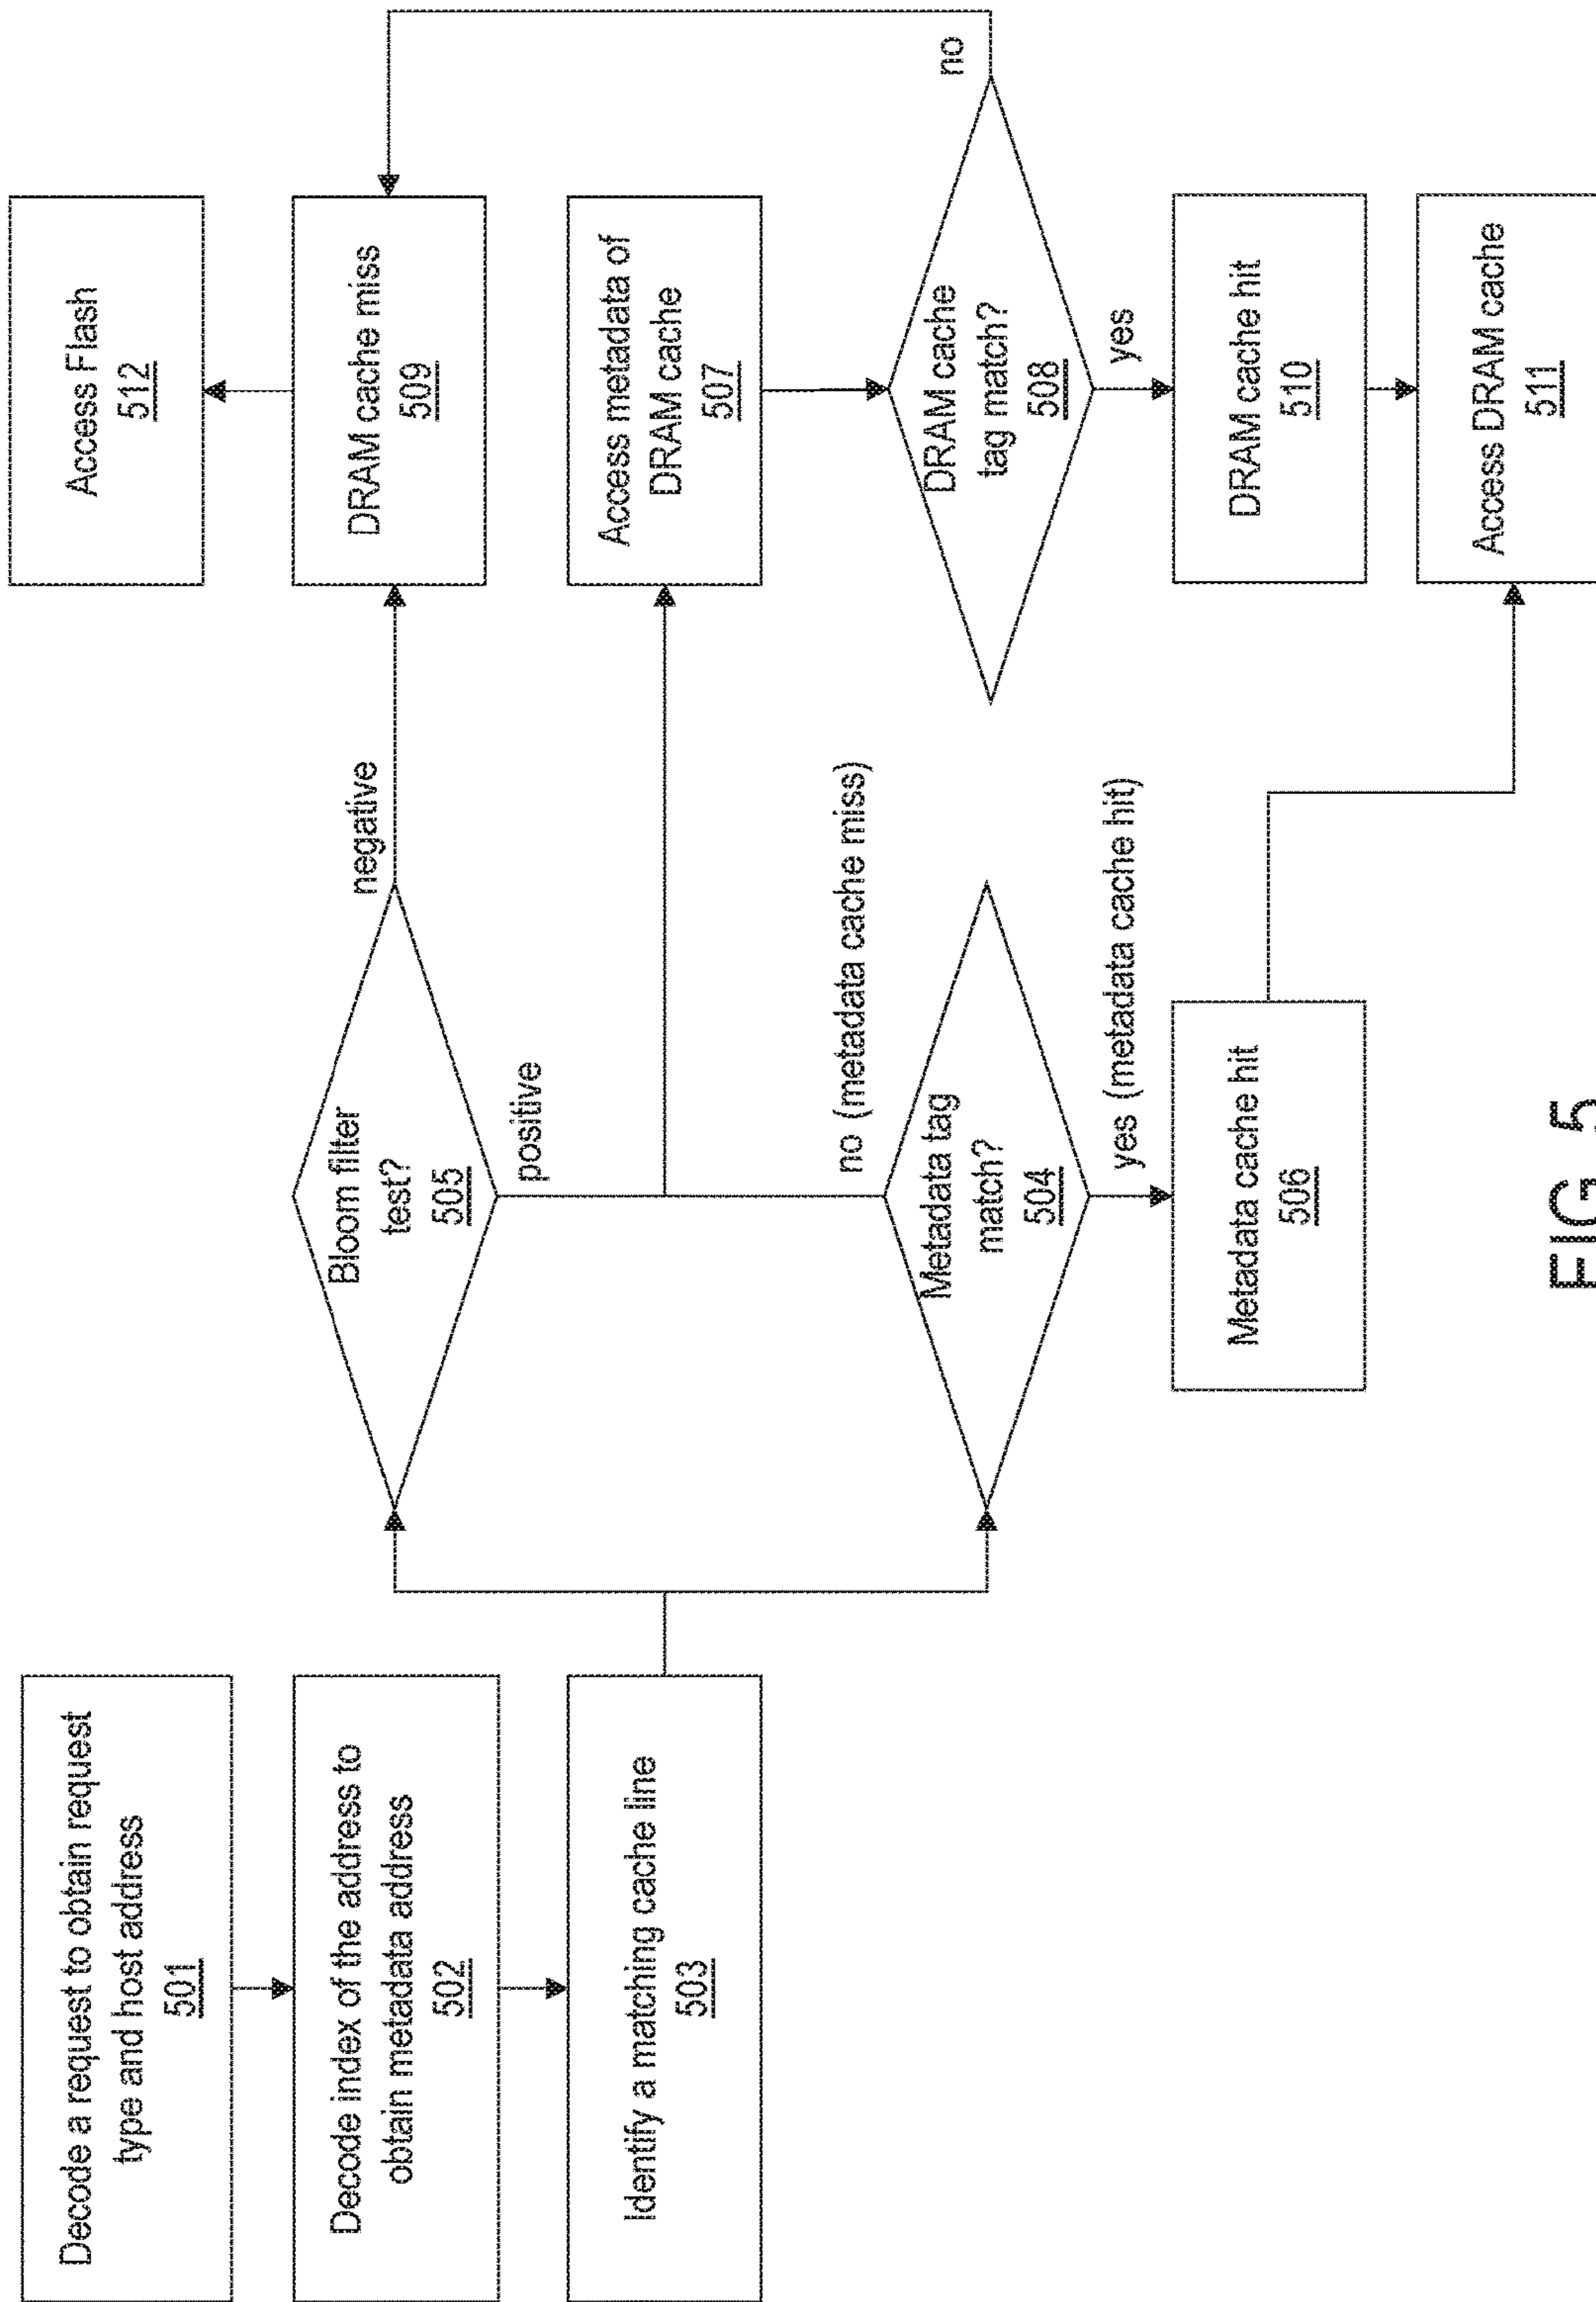 Decode a request to obtain request
type and host address
501
Decode index of the address to
obtain metadata address
502
Identify a matching cache line
503
Bloom filter
test?
505
negative
positive
no (metadata cache miss)
Metadata tag
match?
504
yes (metadata cache hit)
Metadata cache hit
506
Access Flash
512
DRAM cache miss
509
Access metadata of
DRAM cache
507
no
DRAM cache
tag match?
508
yes
DRAM cache hit
510
Access DRAM cache
511
FIG. 5